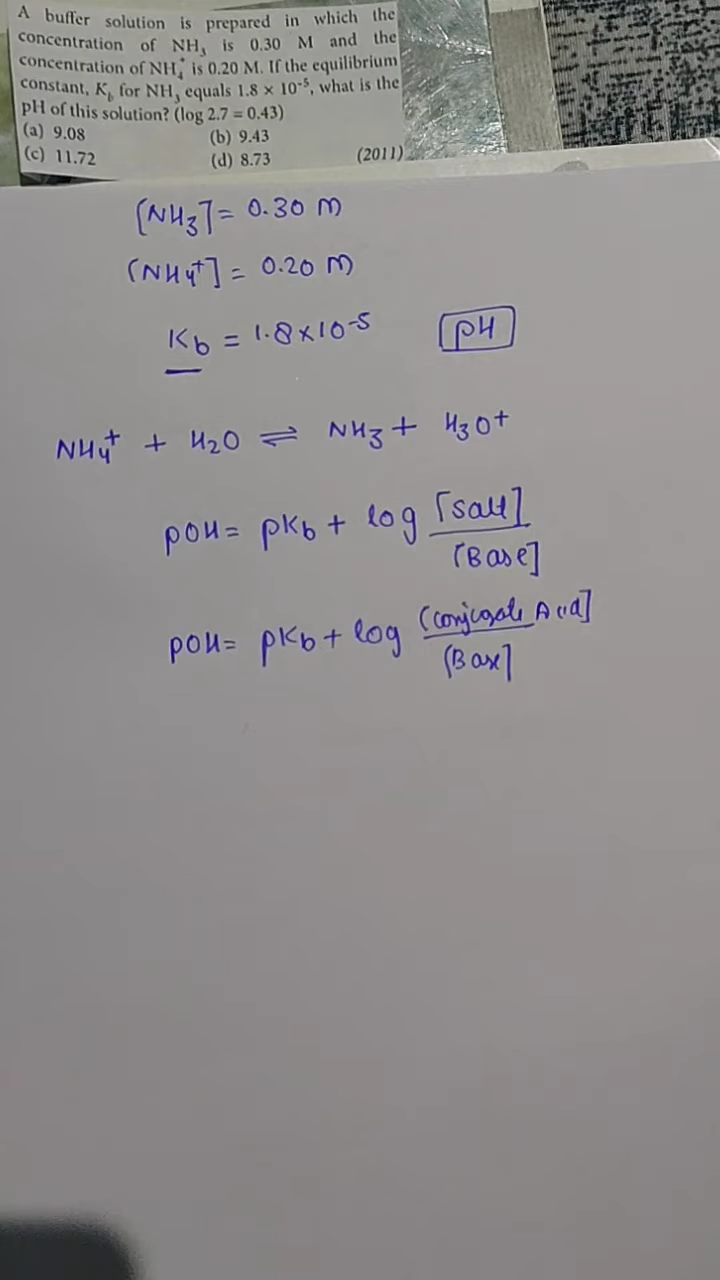 A buffer solution is prepared in which the
concentration of NH₃ is 0.30 M and the
concentration of NH₄⁺ is 0.20 M. If the equilibrium
constant, K_b for NH₃ equals 1.8 × 10⁻⁵, what is the
pH of this solution? (log 2.7 = 0.43)
(a) 9.08 (b) 9.43
(c) 11.72 (d) 8.73 (2011)
[NH₃] = 0.30 M
[NH₄⁺] = 0.20 M
K_b = 1.8×10⁻⁵ pH
NH₄⁺ + H₂O ⇌ NH₃ + H₃O⁺
pOH = pK_b + log [Salt]/[Base]
pOH = pK_b + log [Conjugate Acid]/[Base]